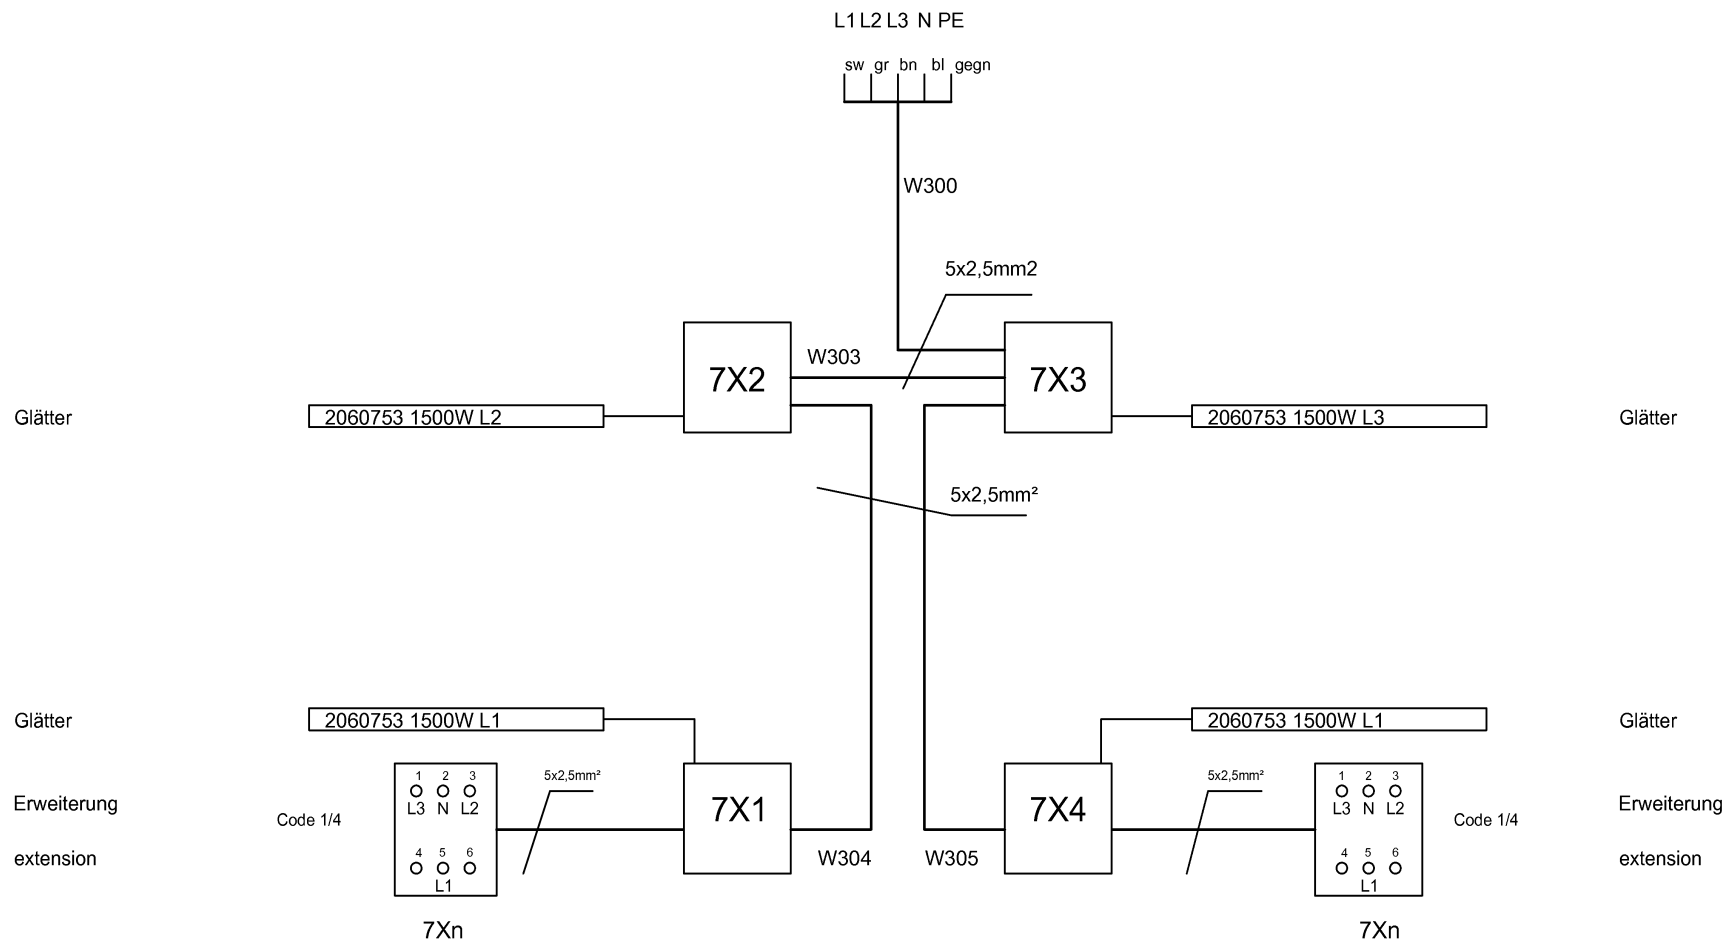 L1 L2 L3 N PE
sw gr bn bl gegn
W300
5x2,5mm2
7X2
W303
7X3
Glätter
2060753 1500W L2
2060753 1500W L3
Glätter
5x2,5mm²
Glätter
2060753 1500W L1
2060753 1500W L1
Glätter
Erweiterung
extension
Code 1/4
1 2 3
L3 N L2
4 5 6
L1
7Xn
5x2,5mm²
7X1
W304
W305
7X4
5x2,5mm²
1 2 3
L3 N L2
4 5 6
L1
7Xn
Code 1/4
Erweiterung
extension